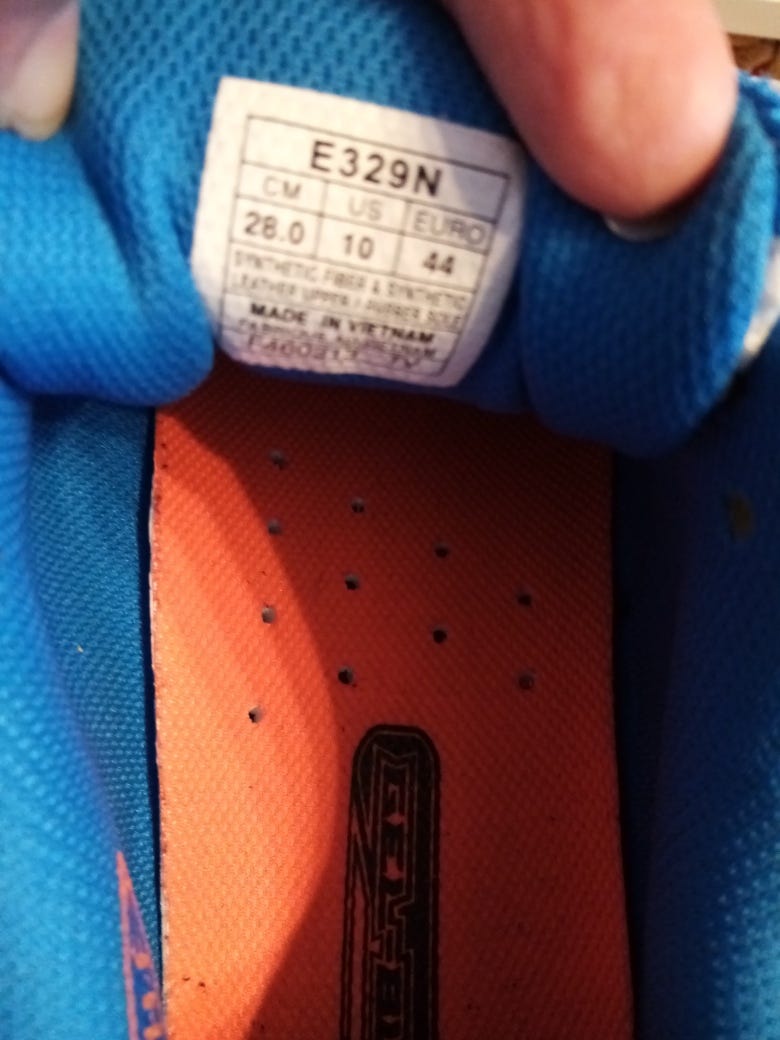 E329N
CM US EURO
28.0 10 44
SYNTHETIC FIBER & SYNTHETIC
LEATHER UPPER / RUBBER SOLE
MADE IN VIETNAM